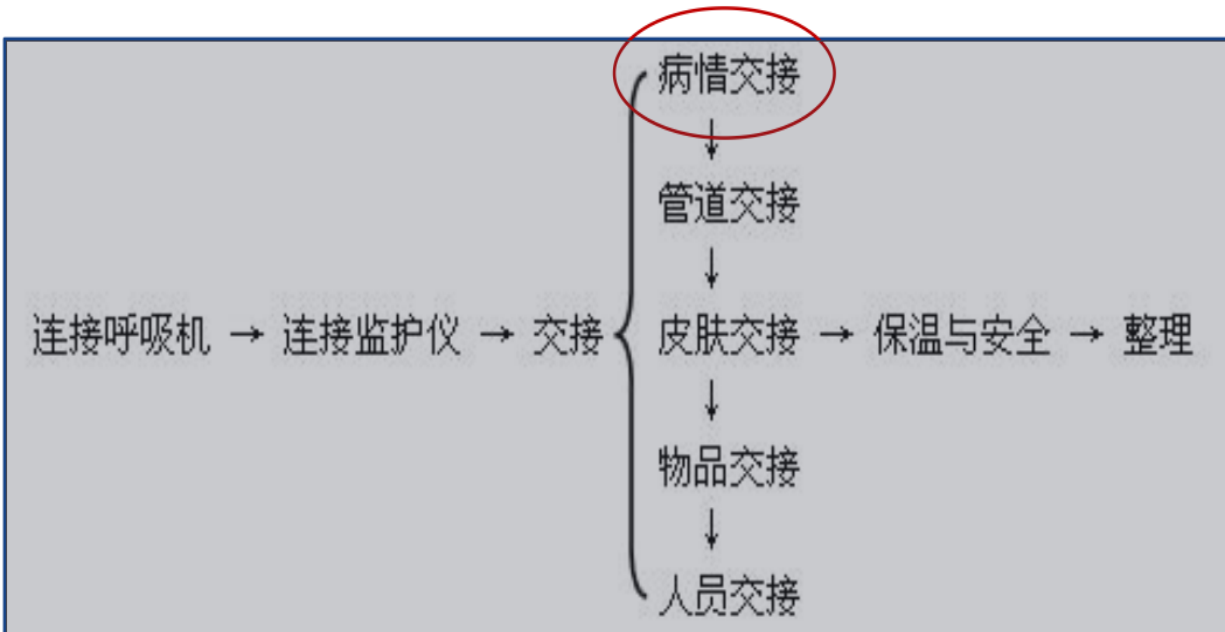 病情交接
↓
管道交接
↓
连接呼吸机 → 连接监护仪 → 交接 { 皮肤交接 → 保温与安全 → 整理
↓
物品交接
↓
人员交接